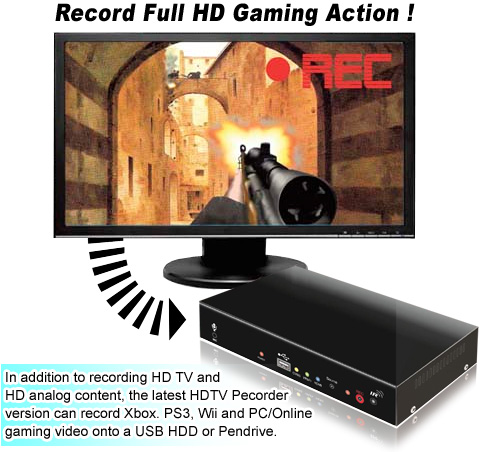 Record Full HD Gaming Action !
REC
In addition to recording HD TV and
HD analog content, the latest HDTV Pecorder
version can record Xbox. PS3, Wii and PC/Online
gaming video onto a USB HDD or Pendrive.